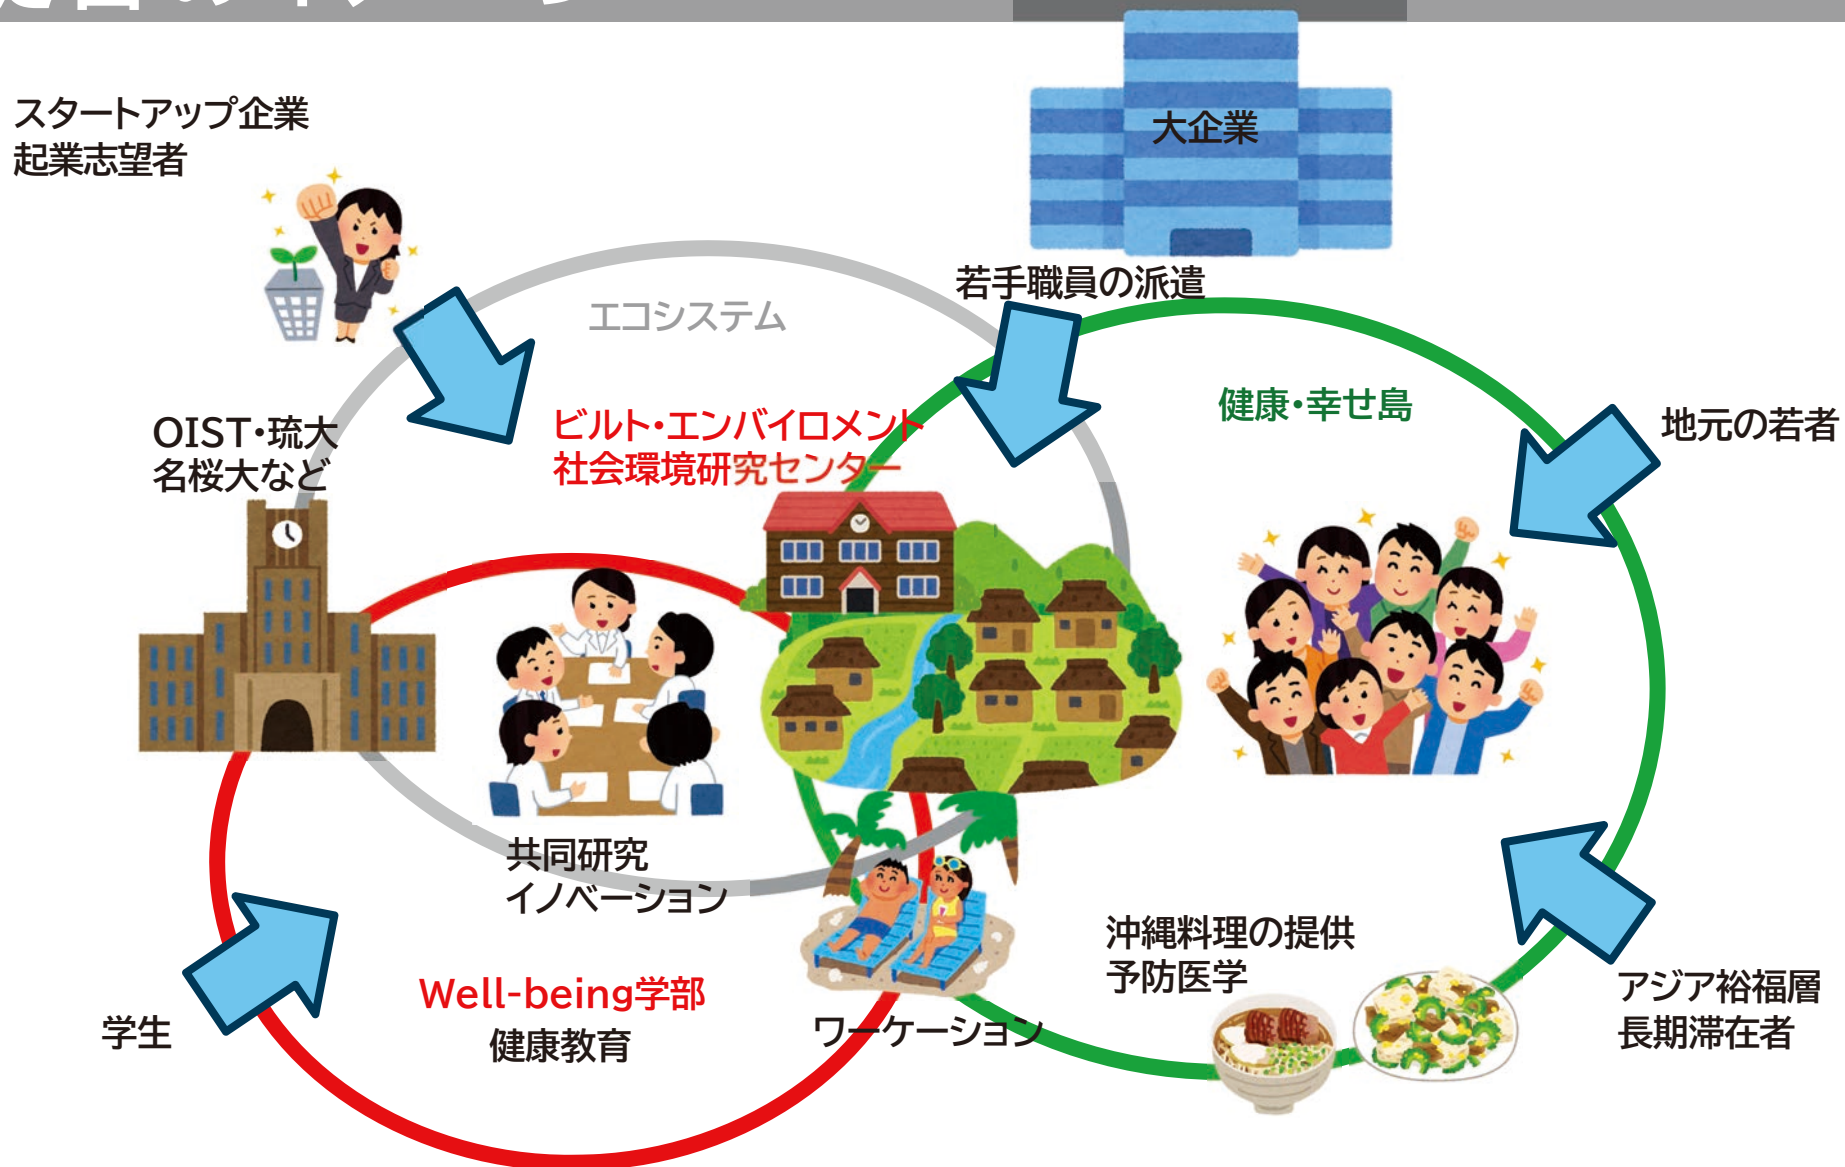 スタートアップ企業
起業志望者
大企業
若手職員の派遣
エコシステム
健康・幸せ島
地元の若者
OIST・琉大
名桜大など
ビルト・エンバイロメント
社会環境研究センター
共同研究
イノベーション
沖縄料理の提供
予防医学
アジア裕福層
長期滞在者
Well-being学部
健康教育
ワーケーション
学生